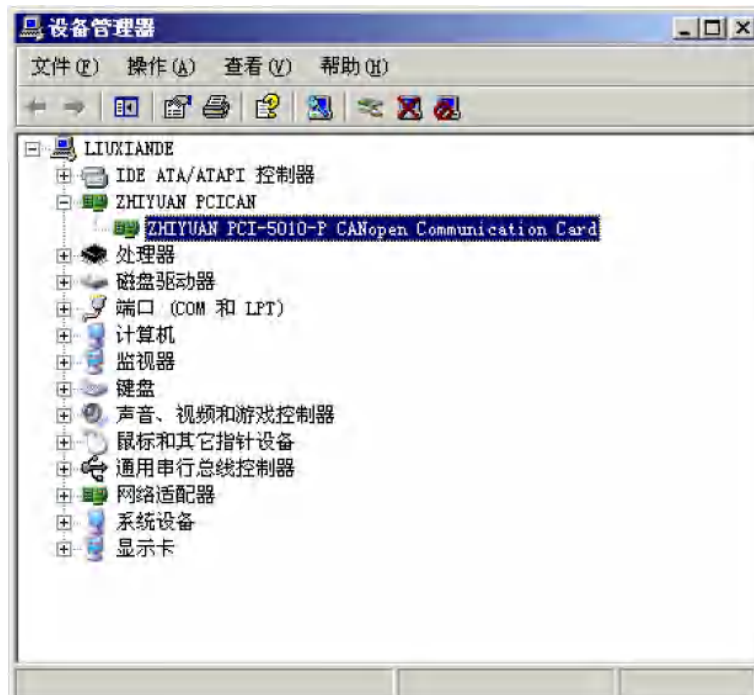 设备管理器
文件(F) 操作(A) 查看(V) 帮助(H)
LIUXIANDE
IDE ATA/ATAPI 控制器
ZHIYUAN PCICAN
ZHIYUAN PCI-5010-P CANopen Communication Card
处理器
磁盘驱动器
端口 (COM 和 LPT)
计算机
监视器
键盘
声音、视频和游戏控制器
鼠标和其它指针设备
通用串行总线控制器
网络适配器
系统设备
显示卡